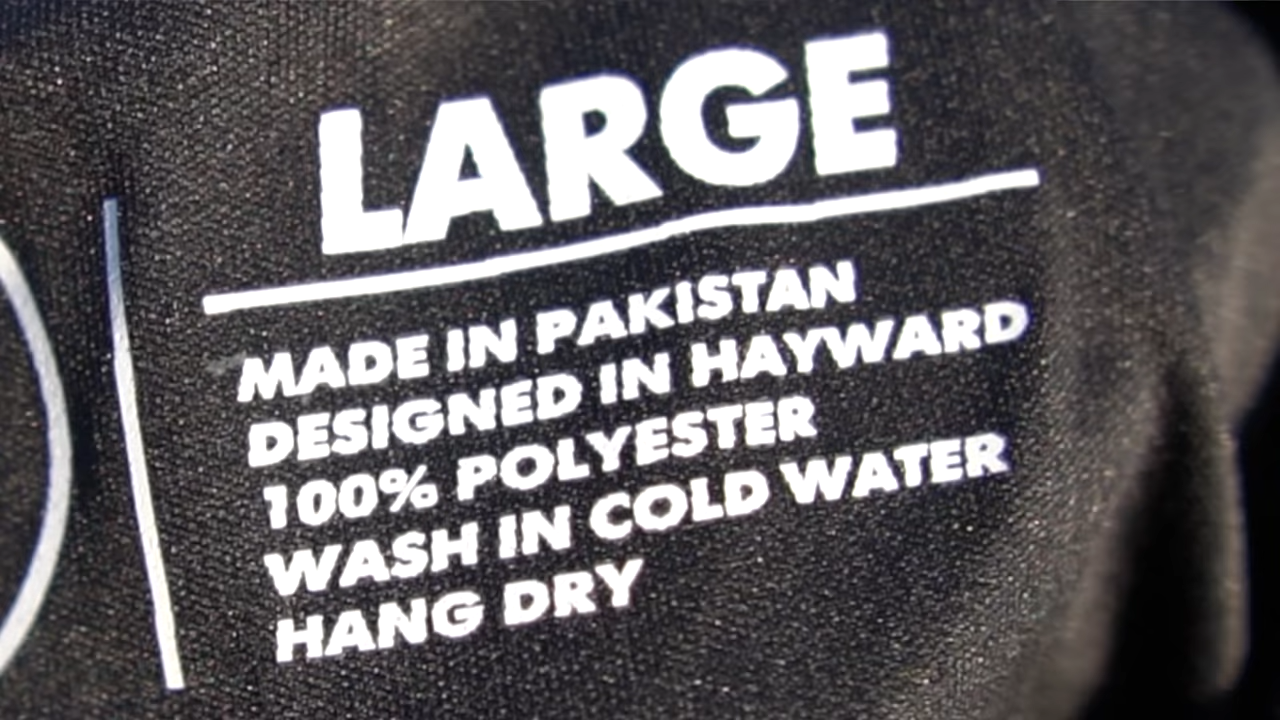 LARGE
MADE IN PAKISTAN
DESIGNED IN HAYWARD
100% POLYESTER
WASH IN COLD WATER
HANG DRY